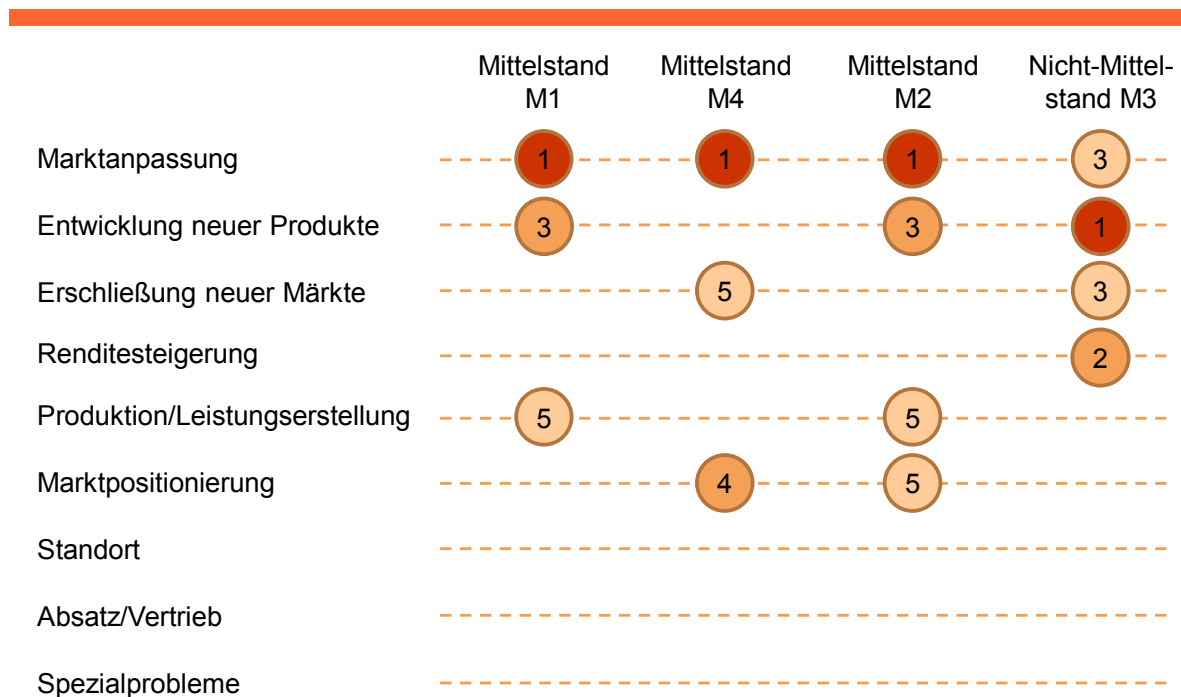 Mittelstand Mittelstand Mittelstand Nicht-Mittel-
M1 M4 M2 stand M3
Marktanpassung 1 1 1 3
Entwicklung neuer Produkte 3 3 1
Erschließung neuer Märkte 5 3
Renditesteigerung 2
Produktion/Leistungserstellung 5 5
Marktpositionierung 4 5
Standort
Absatz/Vertrieb
Spezialprobleme